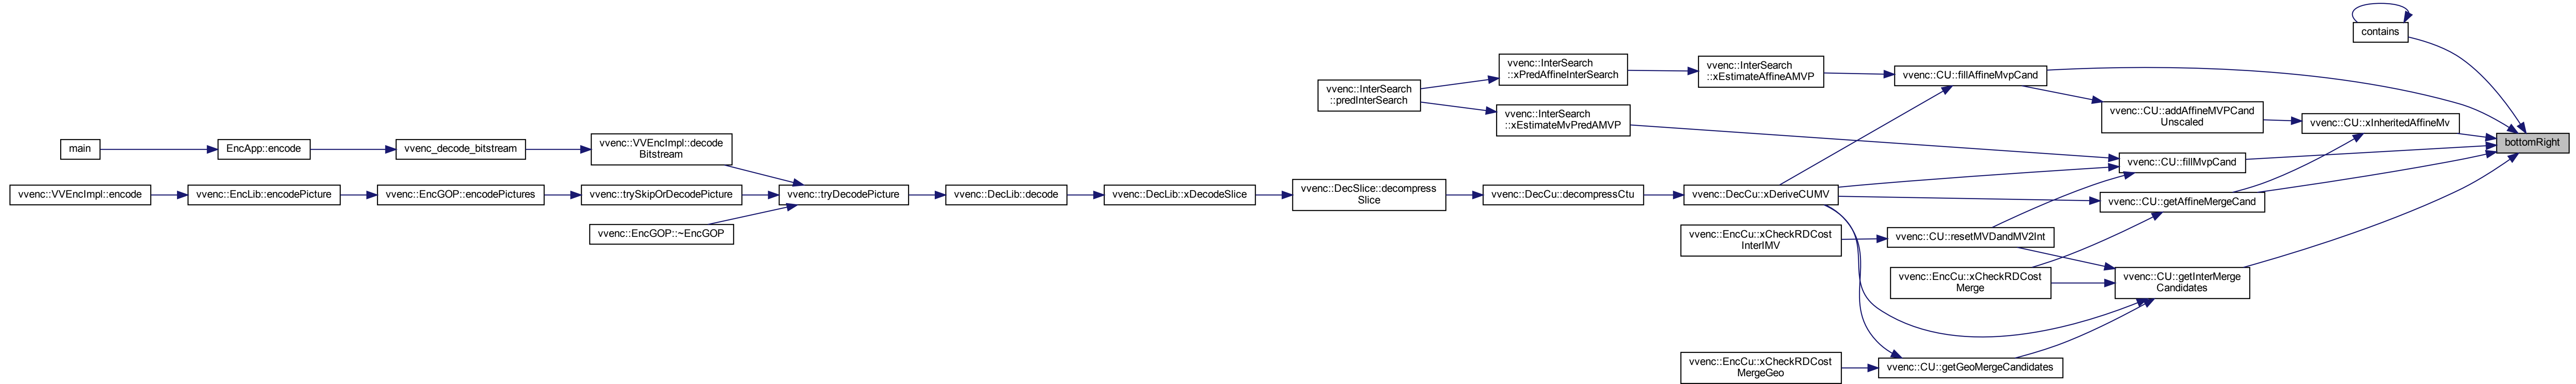 contains
vvenc::InterSearch
::xPredAffineInterSearch
vvenc::InterSearch
::xEstimateAffineAMVP
vvenc::CU::fillAffineMvpCand
vvenc::InterSearch
::predInterSearch
vvenc::InterSearch
::xEstimateMvPredAMVP
vvenc::CU::addAffineMVPCand
Unscaled
vvenc::CU::xInheritedAffineMv
bottomRight
main
EncApp::encode
vvenc_decode_bitstream
vvenc::VVEncImpl::decode
Bitstream
vvenc::CU::fillMvpCand
vvenc::VVEncImpl::encode
vvenc::EncLib::encodePicture
vvenc::EncGOP::encodePictures
vvenc::trySkipOrDecodePicture
vvenc::tryDecodePicture
vvenc::DecLib::decode
vvenc::DecLib::xDecodeSlice
vvenc::DecSlice::decompress
Slice
vvenc::DecCu::decompressCtu
vvenc::DecCu::xDeriveCUMV
vvenc::CU::getAffineMergeCand
vvenc::EncGOP::~EncGOP
vvenc::EncCu::xCheckRDCost
InterIMV
vvenc::CU::resetMVDandMV2Int
vvenc::EncCu::xCheckRDCost
Merge
vvenc::CU::getInterMerge
Candidates
vvenc::EncCu::xCheckRDCost
MergeGeo
vvenc::CU::getGeoMergeCandidates